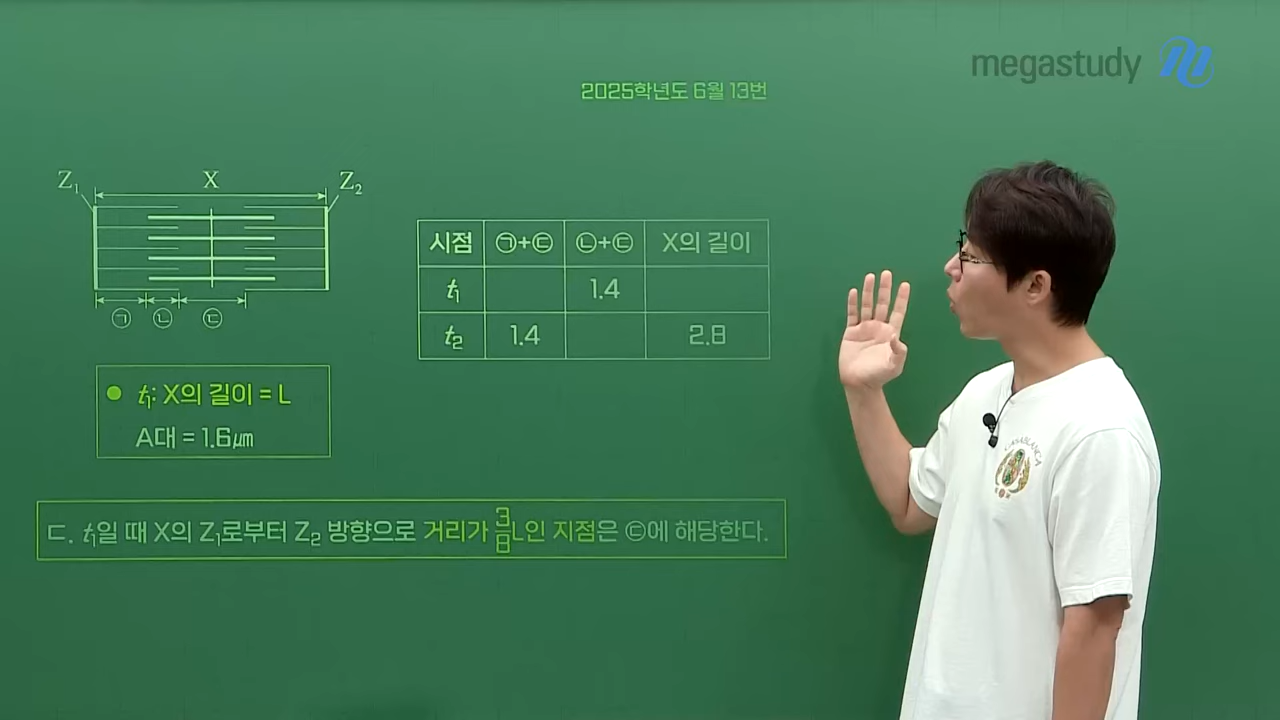 megastudy
2025학년도 6월 13번
Z₁ X Z₂
㉠ ㉡ ㉢
시점 ㉠+㉢ ㉡+㉢ X의 길이
t₁ 1.4
t₂ 1.4 2.8
● t₁: X의 길이 = L
A대 = 1.6㎛
ㄷ. t₁일 때 X의 Z₁로부터 Z₂ 방향으로 거리가 3/8L인 지점은 ㉢에 해당한다.
CASABLANCA